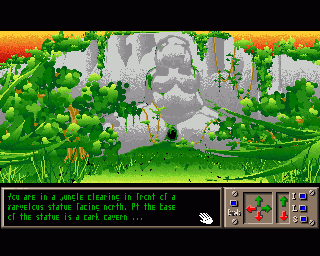 You are in a jungle clearing in front of a
marvelous statue facing north. At the base
of the statue is a dark cavern ...
I
L
S